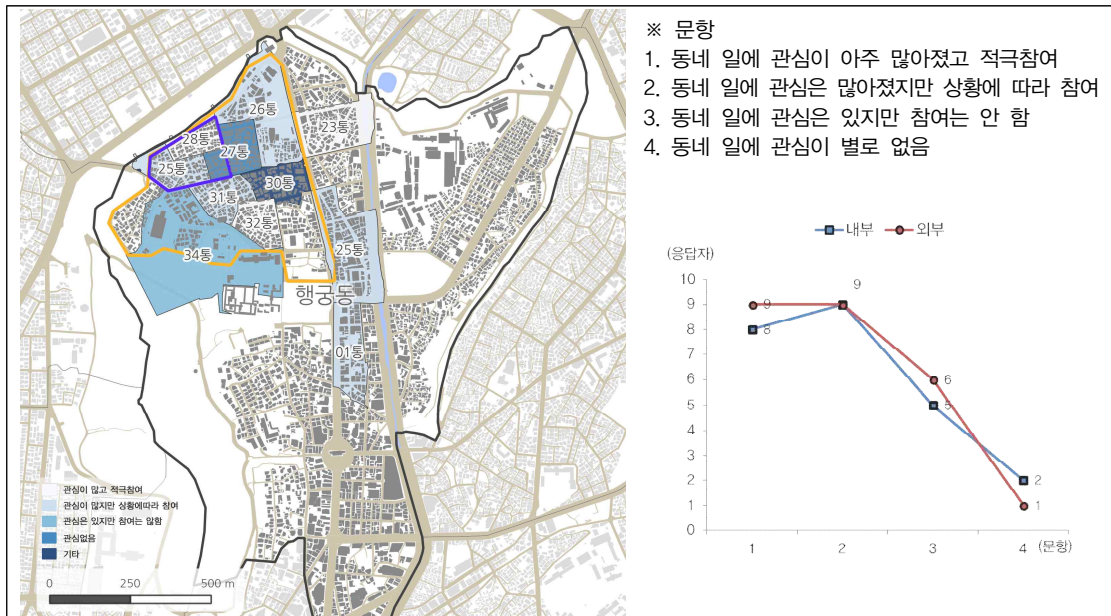 26통
23통
28통
27통
25통
30통
31통
32통
34통
25통
행궁동
01통
관심이 많고 적극참여
관심이 많지만 상황에따라 참여
관심은 있지만 참여는 않함
관심없음
기타
0 250 500 m
※ 문항
1. 동네 일에 관심이 아주 많아졌고 적극참여
2. 동네 일에 관심은 많아졌지만 상황에 따라 참여
3. 동네 일에 관심은 있지만 참여는 안 함
4. 동네 일에 관심이 별로 없음
내부 외부
(응답자)
10
9
8
7
6
5
4
3
2
1
0
9
8
9
6
5
2
1
1 2 3 4 (문항)